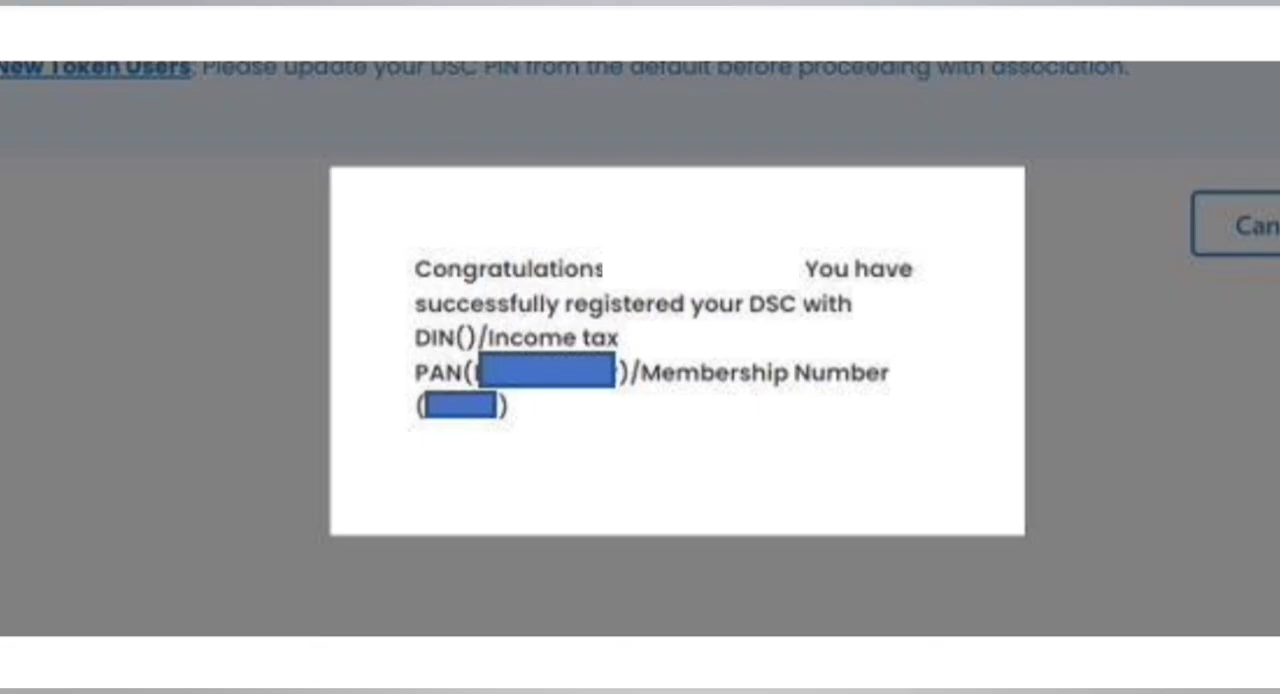 New Token Users: Please update your DSC PIN from the default before proceeding with association.
Can
Congratulations You have
successfully registered your DSC with
DIN()/Income tax
PAN( )/Membership Number
( )